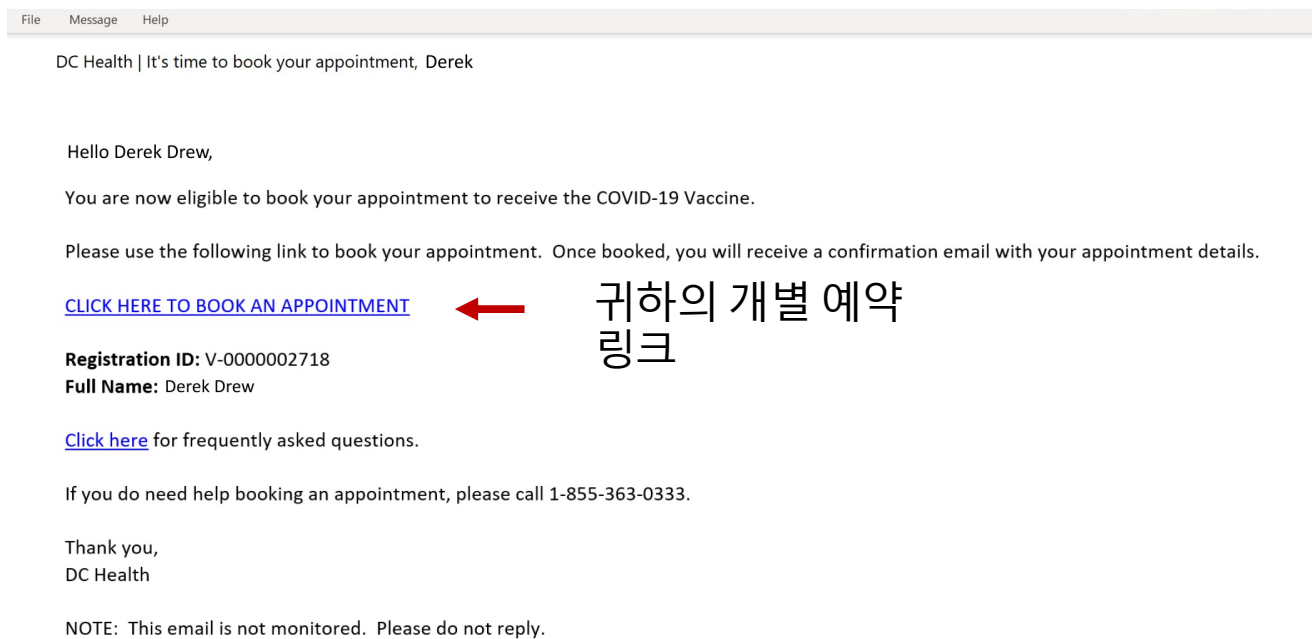 File Message Help
DC Health | It's time to book your appointment, Derek
Hello Derek Drew,
You are now eligible to book your appointment to receive the COVID-19 Vaccine.
Please use the following link to book your appointment.  Once booked, you will receive a confirmation email with your appointment details.
CLICK HERE TO BOOK AN APPOINTMENT
귀하의 개별 예약
링크
Registration ID: V-0000002718
Full Name: Derek Drew
Click here for frequently asked questions.
If you do need help booking an appointment, please call 1-855-363-0333.
Thank you,
DC Health
NOTE:  This email is not monitored.  Please do not reply.